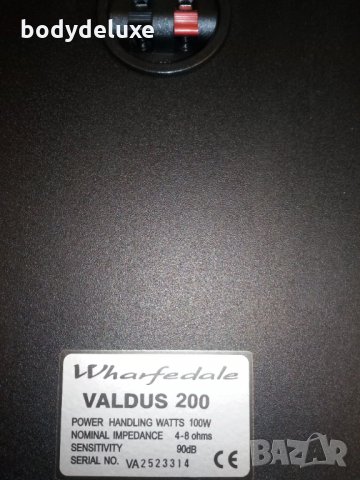 bodydeluxe
Wharfedale
VALDUS 200
POWER HANDLING WATTS 100W
NOMINAL IMPEDANCE 4-8 ohms
SENSITIVITY 90dB
SERIAL NO. VA2523314 CE
BAZAR